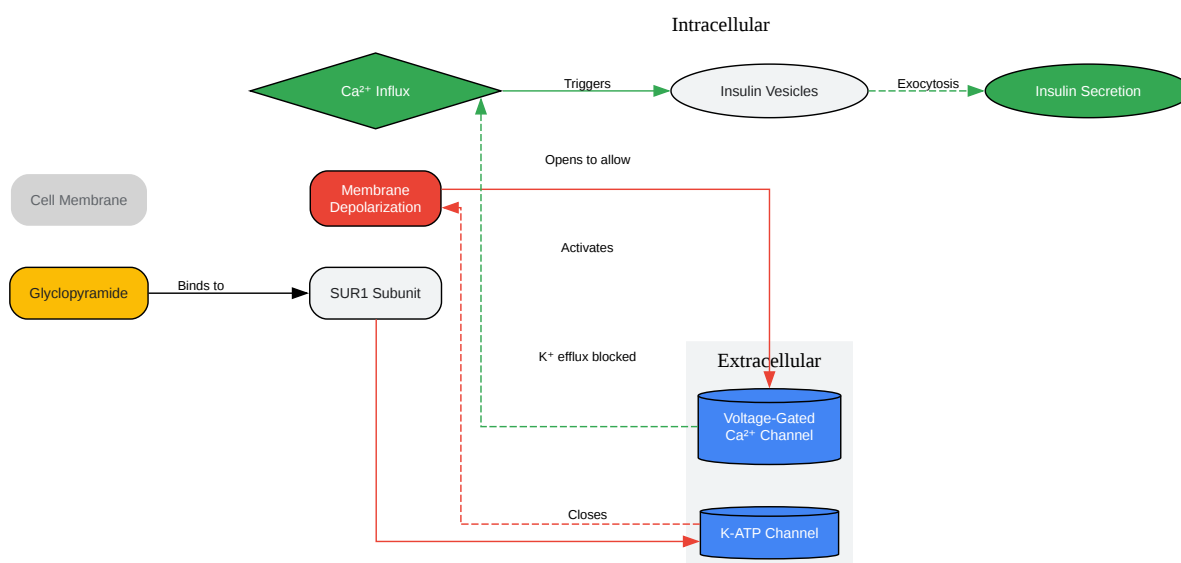 Intracellular
Ca²⁺ Influx
Triggers
Insulin Vesicles
Exocytosis
Insulin Secretion
Opens to allow
Cell Membrane
Membrane
Depolarization
Activates
Glyclopyramide
Binds to
SUR1 Subunit
K⁺ efflux blocked
Extracellular
Voltage-Gated
Ca²⁺ Channel
Closes
K-ATP Channel